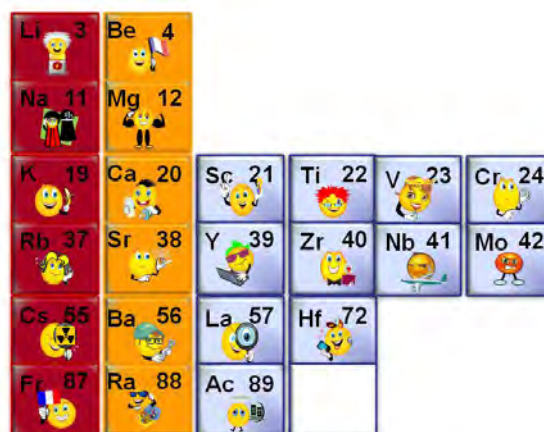 Li 3 Be 4
Na 11 Mg 12
K 19 Ca 20 Sc 21 Ti 22 V 23 Cr 24
Rb 37 Sr 38 Y 39 Zr 40 Nb 41 Mo 42
Cs 55 Ba 56 La 57 Hf 72
Fr 87 Ra 88 Ac 89